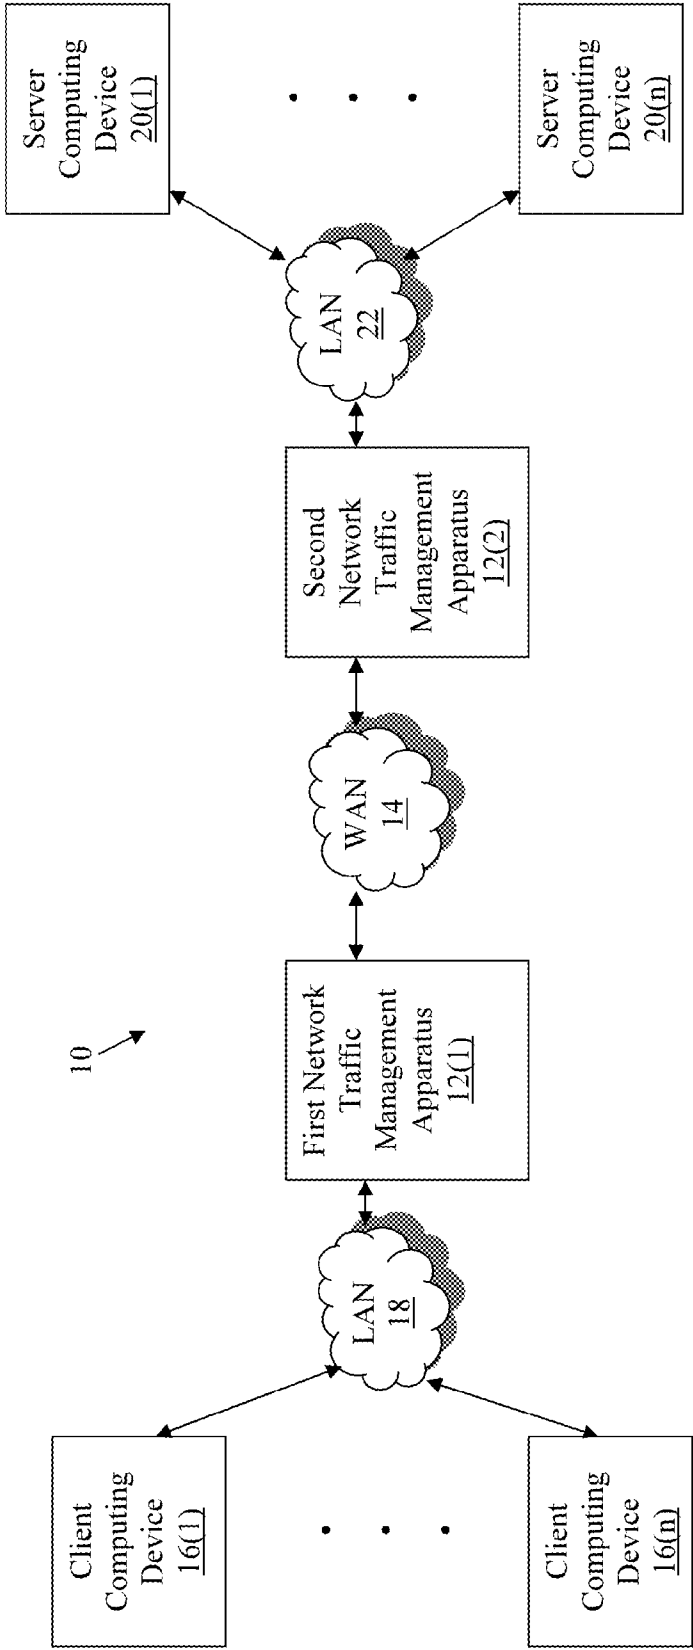 10
Client
Computing
Device
16(1)
Client
Computing
Device
16(n)
LAN
18
First Network
Traffic
Management
Apparatus
12(1)
WAN
14
Second
Network
Traffic
Management
Apparatus
12(2)
LAN
22
Server
Computing
Device
20(1)
Server
Computing
Device
20(n)